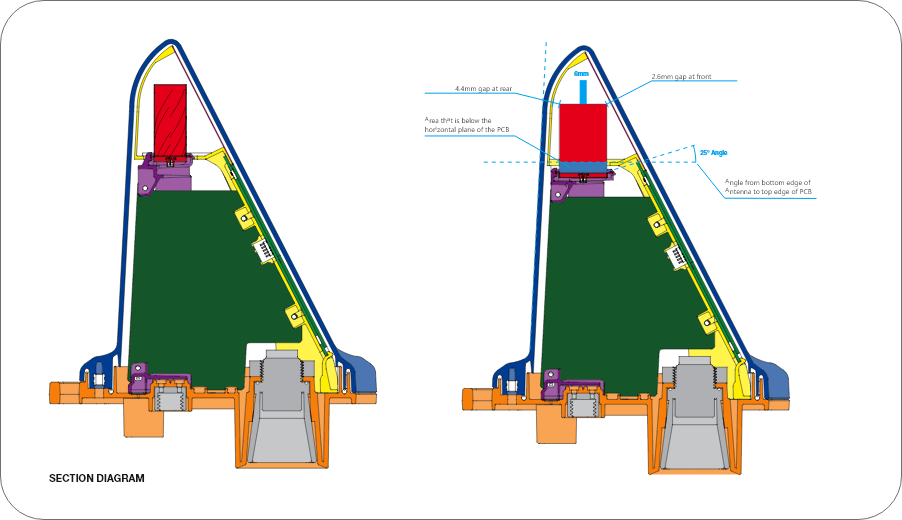 6mm
4.4mm gap at rear
2.6mm gap at front
Area that is below the
horizontal plane of the PCB
25° Angle
Angle from bottom edge of
Antenna to top edge of PCB
SECTION DIAGRAM